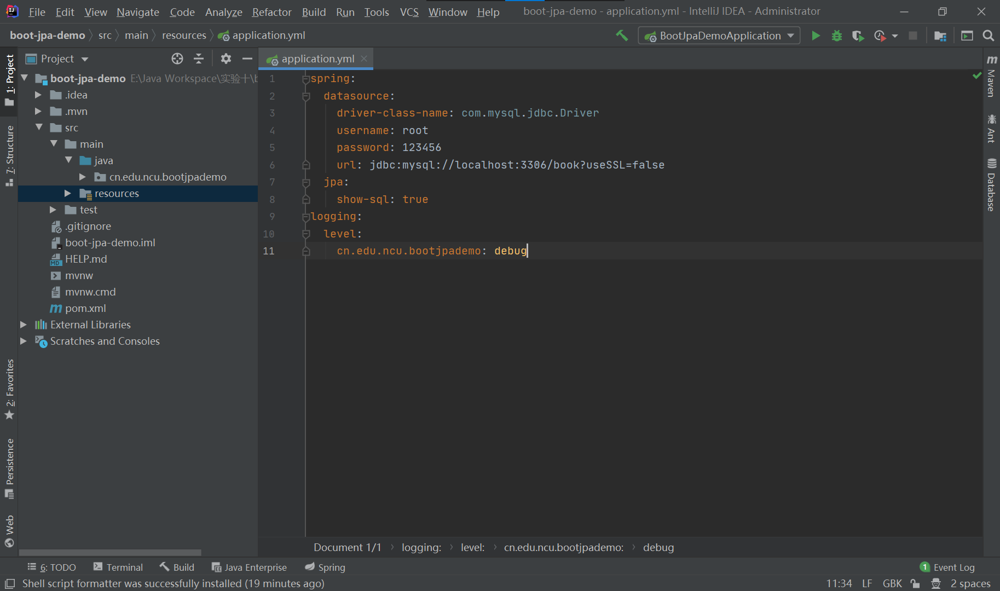 File Edit View Navigate Code Analyze Refactor Build Run Tools VCS Window Help boot-jpa-demo - application.yml - IntelliJ IDEA - Administrator
boot-jpa-demo src main resources application.yml BootJpaDemoApplication
Project application.yml
boot-jpa-demo E:\Java Workspace\实验十\b
.idea
.mvn
src
main
java
cn.edu.ncu.bootjpademo
resources
test
.gitignore
boot-jpa-demo.iml
HELP.md
mvnw
mvnw.cmd
pom.xml
External Libraries
Scratches and Consoles
1: Project
7: Structure
2: Favorites
Persistence
Web
1 spring:
2 datasource:
3 driver-class-name: com.mysql.jdbc.Driver
4 username: root
5 password: 123456
6 url: jdbc:mysql://localhost:3306/book?useSSL=false
7 jpa:
8 show-sql: true
9 logging:
10 level:
11 cn.edu.ncu.bootjpademo: debug
Maven
Ant
Database
Document 1/1 logging: level: cn.edu.ncu.bootjpademo: debug
6: TODO Terminal Build Java Enterprise Spring 1 Event Log
Shell script formatter was successfully installed (19 minutes ago) 11:34 LF GBK 2 spaces